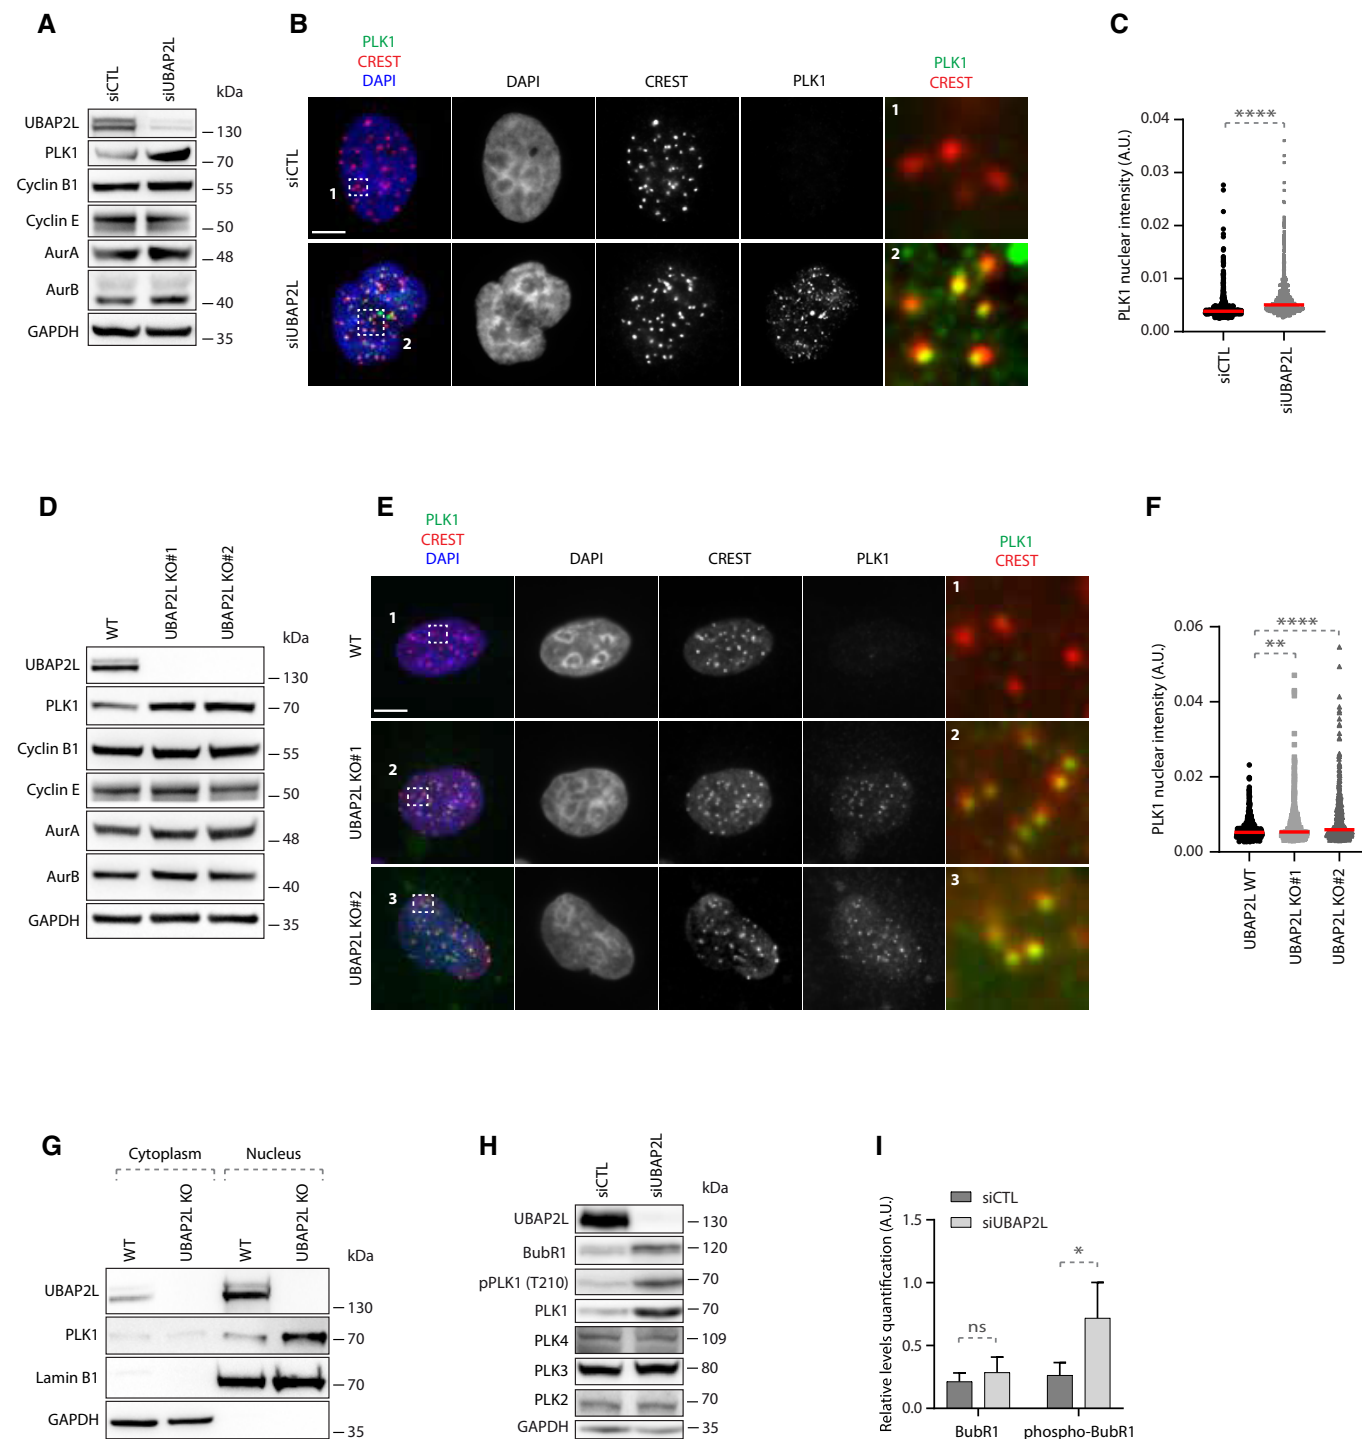 A
siCTL
siUBAP2L
kDa
UBAP2L
130
PLK1
70
Cyclin B1
55
Cyclin E
50
AurA
48
AurB
40
GAPDH
35
B
PLK1
CREST
DAPI
DAPI
CREST
PLK1
PLK1
CREST
siCTL
1
1
siUBAP2L
2
2
C
PLK1 nuclear intensity (A.U.)
0.04
0.03
0.02
0.01
0.00
****
siCTL
siUBAP2L
D
WT
UBAP2L KO#1
UBAP2L KO#2
kDa
UBAP2L
130
PLK1
70
Cyclin B1
55
Cyclin E
50
AurA
48
AurB
40
GAPDH
35
E
PLK1
CREST
DAPI
DAPI
CREST
PLK1
PLK1
CREST
WT
1
1
UBAP2L KO#1
2
2
UBAP2L KO#2
3
3
F
PLK1 nuclear intensity (A.U.)
0.06
0.04
0.02
0.00
****
**
UBAP2L WT
UBAP2L KO#1
UBAP2L KO#2
G
Cytoplasm
Nucleus
WT
UBAP2L KO
WT
UBAP2L KO
kDa
UBAP2L
130
PLK1
70
Lamin B1
70
GAPDH
35
H
siCTL
siUBAP2L
kDa
UBAP2L
130
BubR1
120
pPLK1 (T210)
70
PLK1
70
PLK4
109
PLK3
80
PLK2
70
GAPDH
35
I
siCTL
siUBAP2L
Relative levels quantification (A.U.)
1.5
1.0
0.5
0.0
ns
*
BubR1
phospho-BubR1